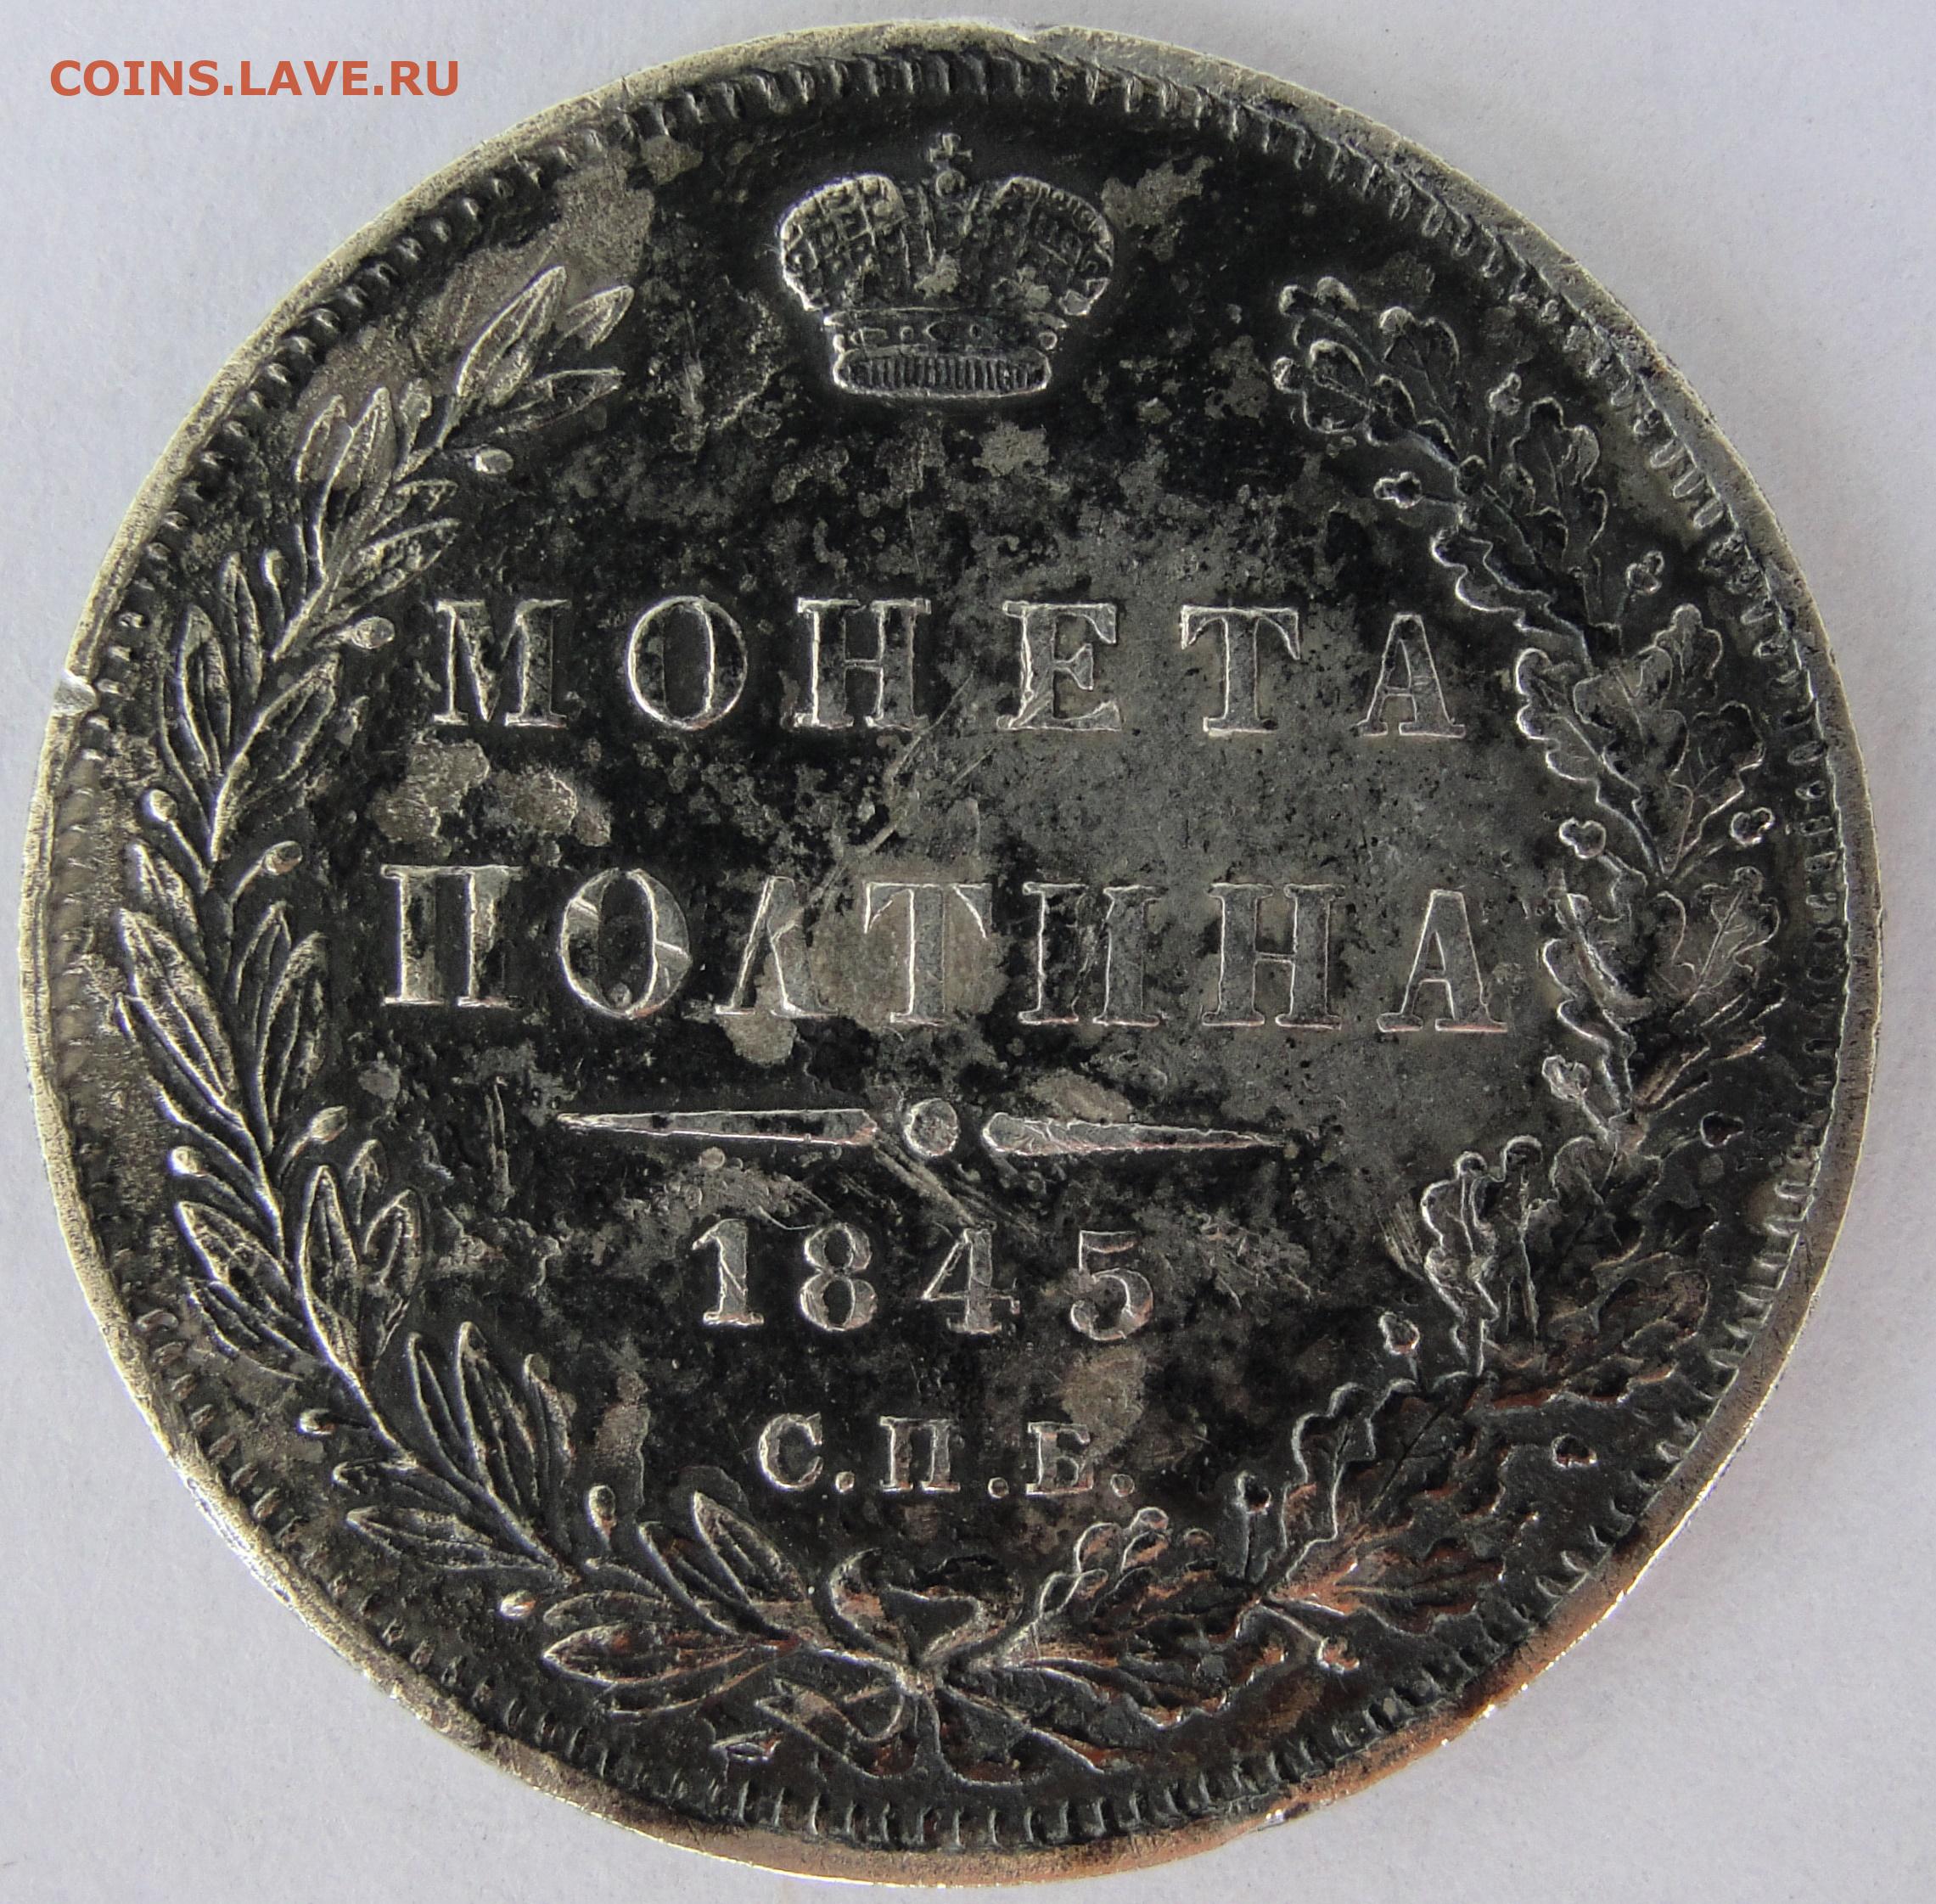 COINS.LAVE.RU
МОНЕТА
ПОЛТИНА
1845
С.П.Б.